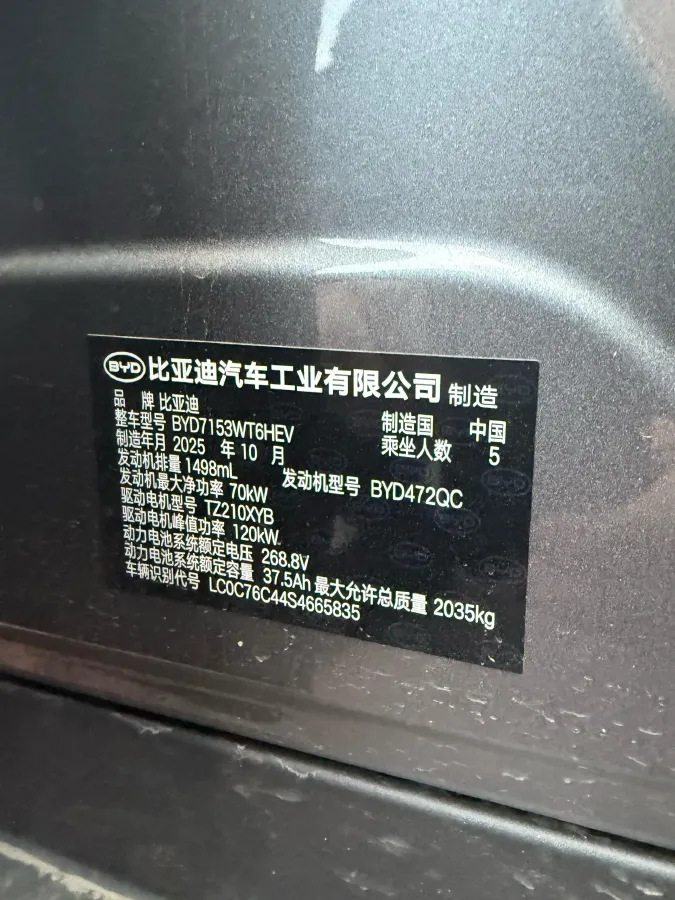 BYD 比亚迪汽车工业有限公司 制造
品 牌 比亚迪 制造国 中国
整车型号 BYD7153WT6HEV 乘坐人数 5
制造年月 2025 年 10 月
发动机排量 1498mL 发动机型号 BYD472QC
发动机最大净功率 70kW
驱动电机型号 TZ210XYB
驱动电机峰值功率 120kW
动力电池系统额定电压 268.8V
动力电池系统额定容量 37.5Ah 最大允许总质量 2035kg
车辆识别代号 LC0C76C44S4665835